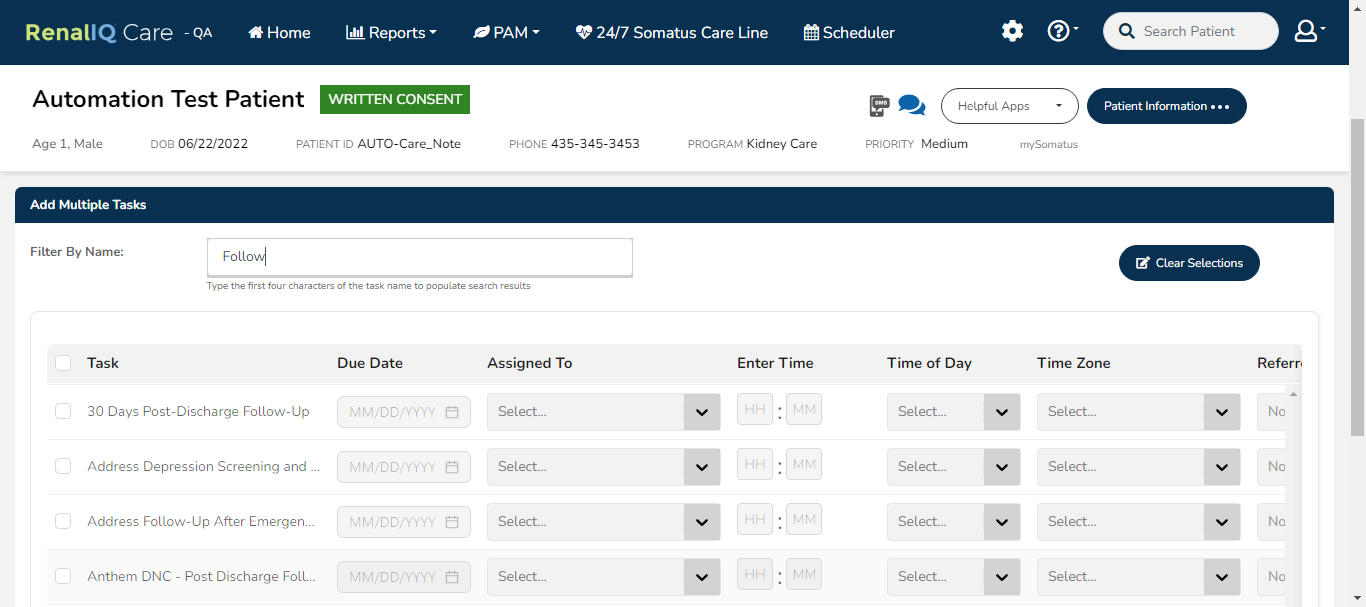 RenalIQ Care - QA Home Reports PAM 24/7 Somatus Care Line Scheduler Search Patient
Automation Test Patient WRITTEN CONSENT SMS Helpful Apps Patient Information
Age 1, Male DOB 06/22/2022 PATIENT ID AUTO-Care_Note PHONE 435-345-3453 PROGRAM Kidney Care PRIORITY Medium mySomatus
Add Multiple Tasks
Filter By Name: Follow Clear Selections
Type the first four characters of the task name to populate search results
Task Due Date Assigned To Enter Time Time of Day Time Zone Referr
30 Days Post-Discharge Follow-Up MM/DD/YYYY Select... HH : MM Select... Select... No
Address Depression Screening and ... MM/DD/YYYY Select... HH : MM Select... Select... No
Address Follow-Up After Emergen... MM/DD/YYYY Select... HH : MM Select... Select... No
Anthem DNC - Post Discharge Foll... MM/DD/YYYY Select... HH : MM Select... Select... No